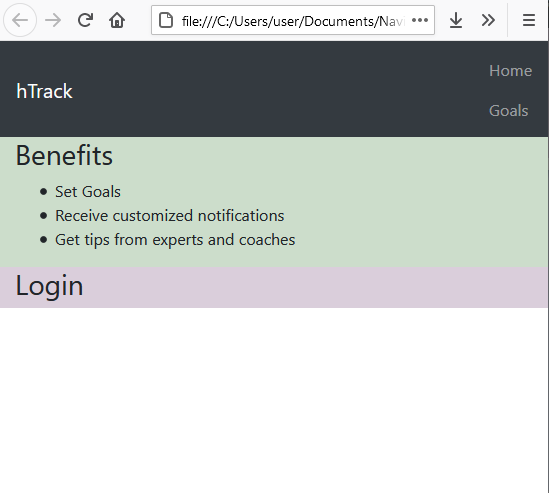 file:///C:/Users/user/Documents/Navi
hTrack
Home
Goals
Benefits
Set Goals
Receive customized notifications
Get tips from experts and coaches
Login